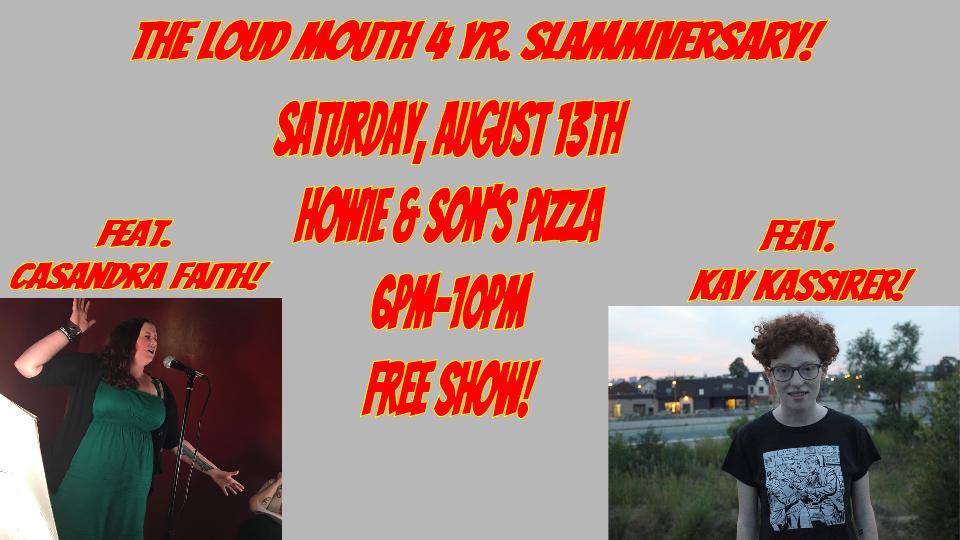 THE LOUD MOUTH 4 YR. SLAMMIVERSARY!
SATURDAY, AUGUST 13TH
HOWIE & SON'S PIZZA
6PM-10PM
FREE SHOW!
FEAT.
CASANDRA FAITH!
FEAT.
KAY KASSIRER!